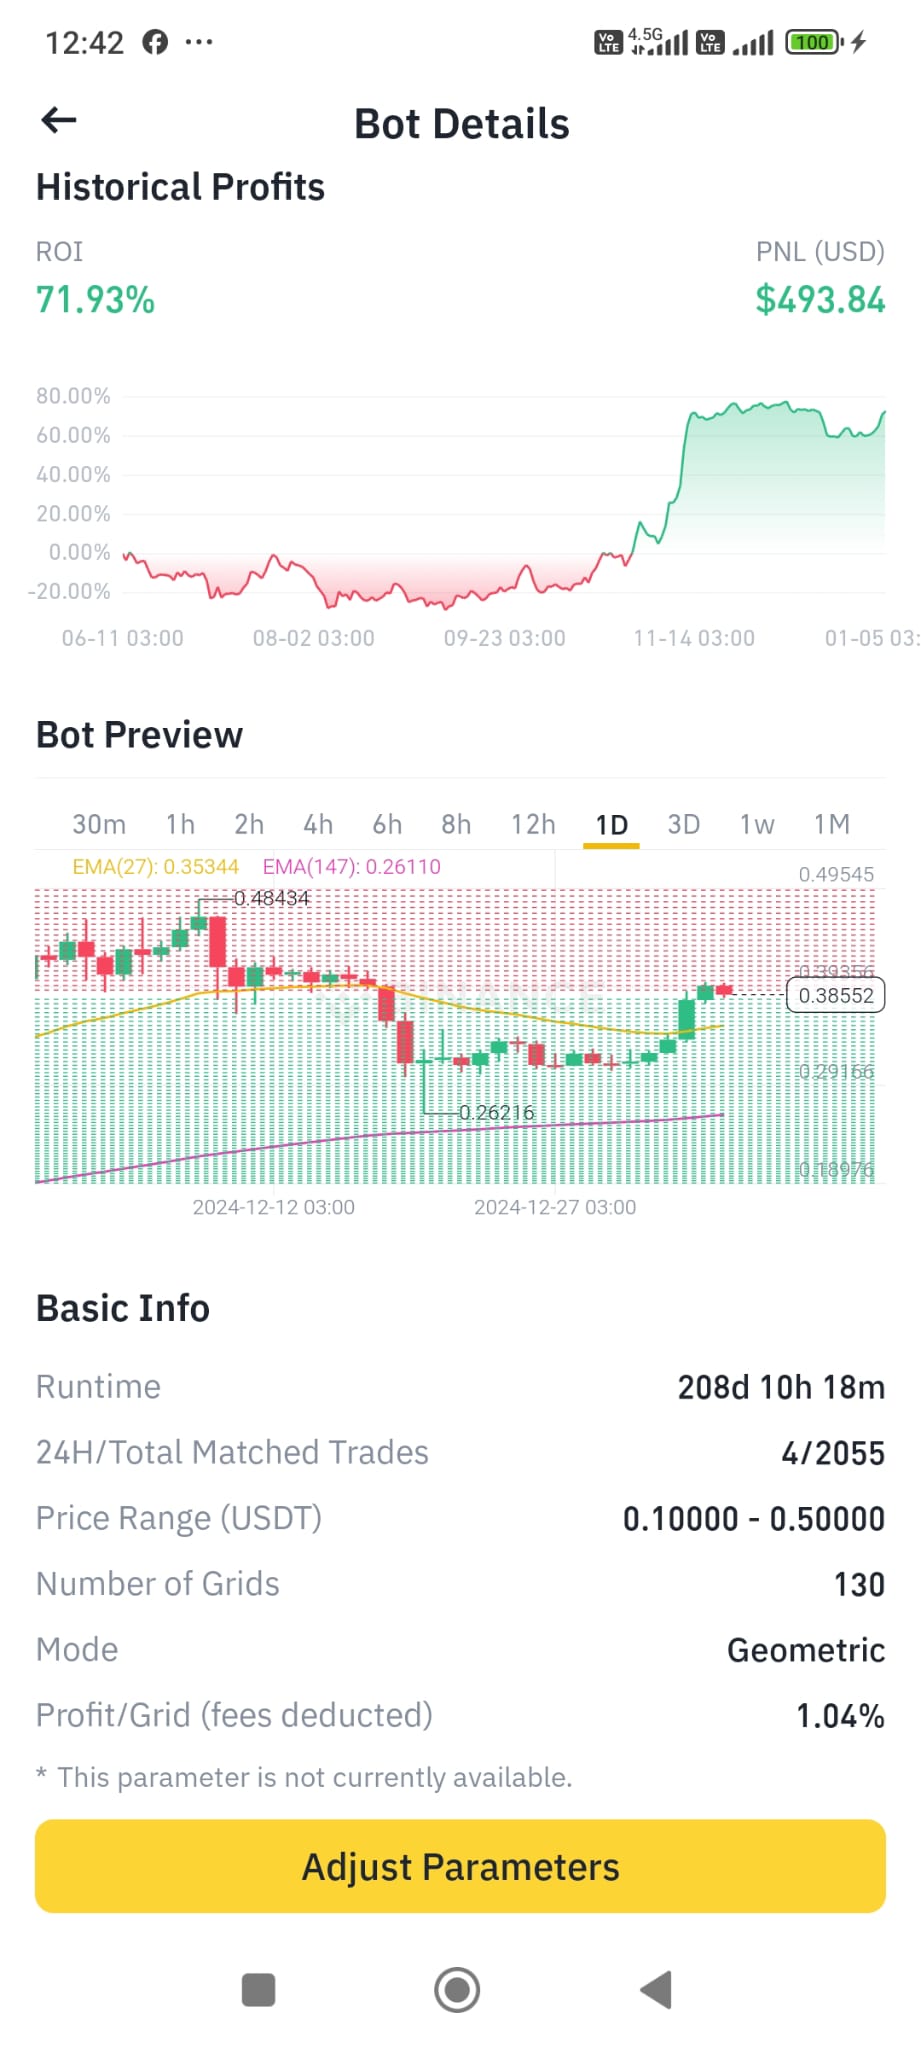 12:42
4.5G
100
Bot Details
Historical Profits
ROI
PNL (USD)
71.93%
$493.84
80.00%
60.00%
40.00%
20.00%
0.00%
-20.00%
06-11 03:00
08-02 03:00
09-23 03:00
11-14 03:00
01-05 03:
Bot Preview
30m 1h 2h 4h 6h 8h 12h 1D 3D 1w 1M
EMA(27): 0.35344 EMA(147): 0.26110
0.49545
0.48434
0.39356
0.38552
0.29166
0.26216
0.18976
2024-12-12 03:00
2024-12-27 03:00
Basic Info
Runtime 208d 10h 18m
24H/Total Matched Trades 4/2055
Price Range (USDT) 0.10000 - 0.50000
Number of Grids 130
Mode Geometric
Profit/Grid (fees deducted) 1.04%
* This parameter is not currently available.
Adjust Parameters